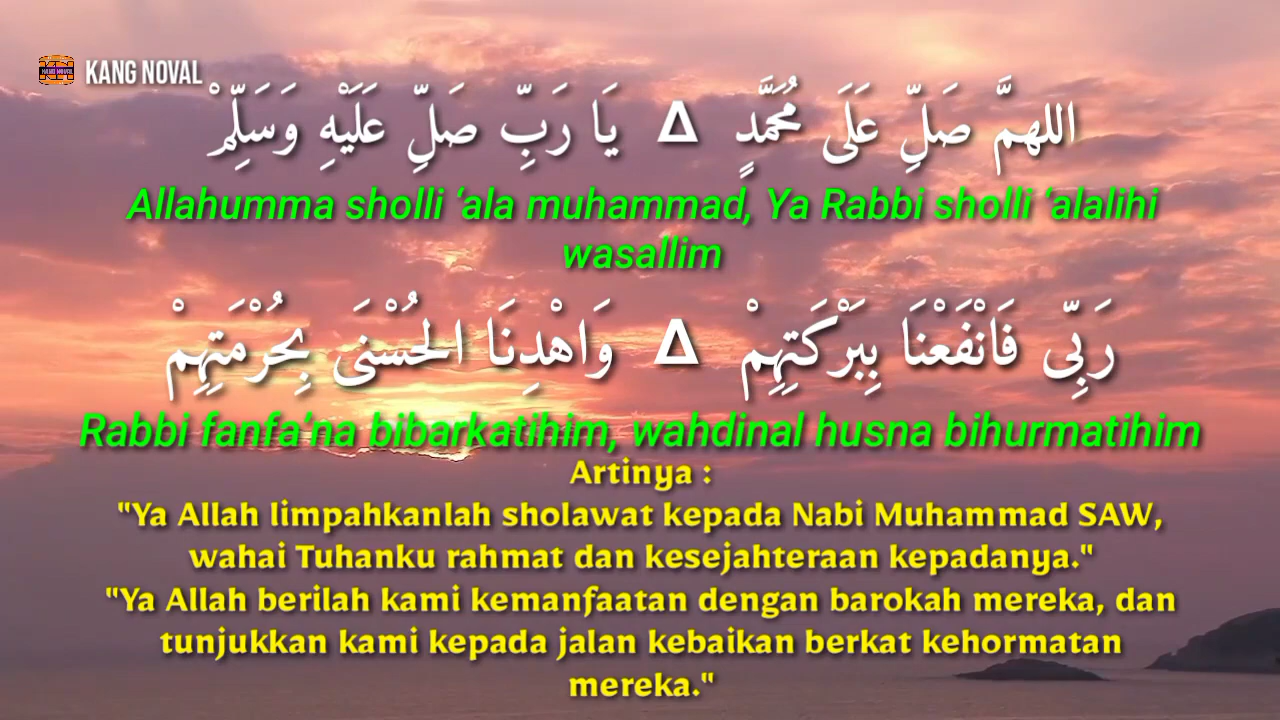 KANG NOVAL
اللهمَّ صَلِّ عَلَى مُحَمَّدٍ ∆ يَا رَبِّ صَلِّ عَلَيْهِ وَسَلِّمْ
Allahumma sholli ‘ala muhammad, Ya Rabbi sholli ‘alalihi
wasallim
رَبِّى فَانْفَعْنَا بِبَرْكَتِهِمْ ∆ وَاهْدِنَا الحُسْنَى بِحُرْمَتِهِمْ
Rabbi fanfa’na bibarkatihim, wahdinal husna bihurmatihim
Artinya :
"Ya Allah limpahkanlah sholawat kepada Nabi Muhammad SAW,
wahai Tuhanku rahmat dan kesejahteraan kepadanya."
"Ya Allah berilah kami kemanfaatan dengan barokah mereka, dan
tunjukkan kami kepada jalan kebaikan berkat kehormatan
mereka."